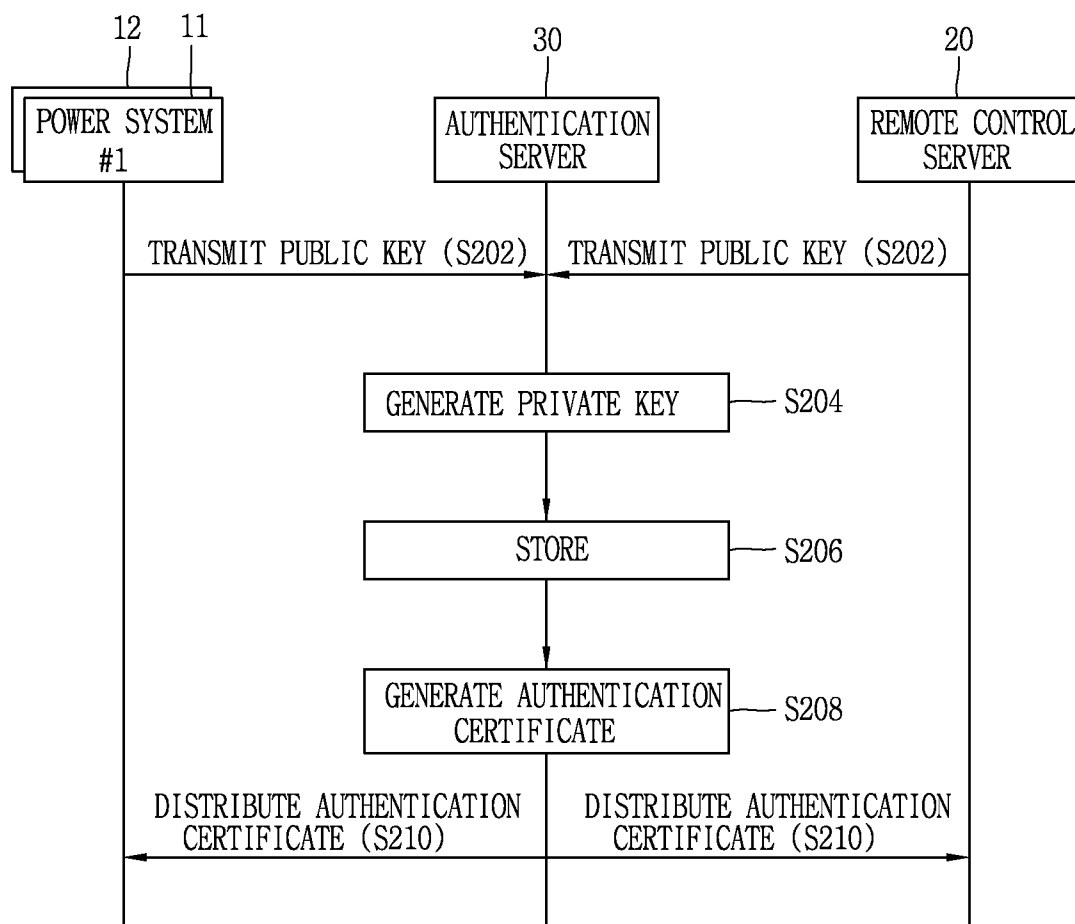 12
11
30
20
POWER SYSTEM
#1
AUTHENTICATION
SERVER
REMOTE CONTROL
SERVER
TRANSMIT PUBLIC KEY (S202)
TRANSMIT PUBLIC KEY (S202)
GENERATE PRIVATE KEY
S204
STORE
S206
GENERATE AUTHENTICATION
CERTIFICATE
S208
DISTRIBUTE AUTHENTICATION
CERTIFICATE (S210)
DISTRIBUTE AUTHENTICATION
CERTIFICATE (S210)